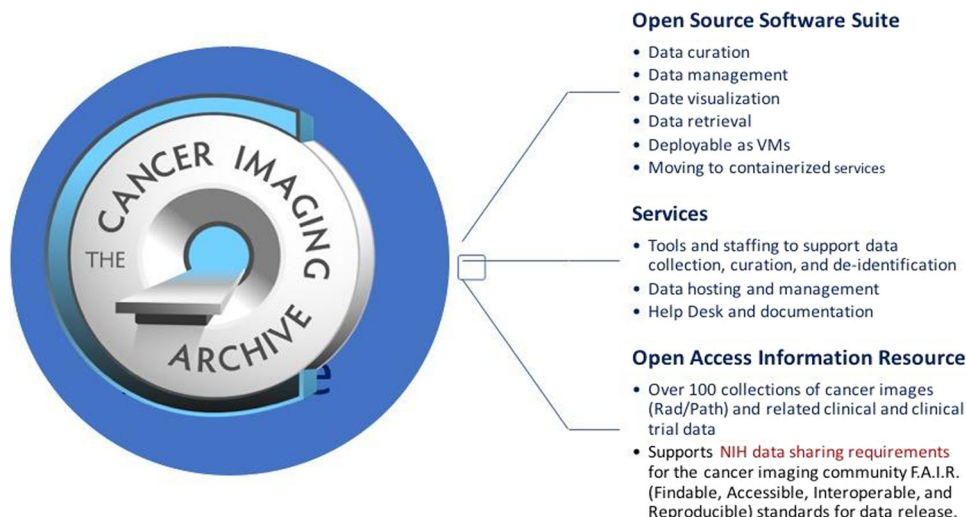 THE
CANCER IMAGING
ARCHIVE
Open Source Software Suite
• Data curation
• Data management
• Date visualization
• Data retrieval
• Deployable as VMs
• Moving to containerized services
Services
• Tools and staffing to support data
collection, curation, and de-identification
• Data hosting and management
• Help Desk and documentation
Open Access Information Resource
• Over 100 collections of cancer images
(Rad/Path) and related clinical and clinical
trial data
• Supports NIH data sharing requirements
for the cancer imaging community F.A.I.R.
(Findable, Accessible, Interoperable, and
Reproducible) standards for data release.